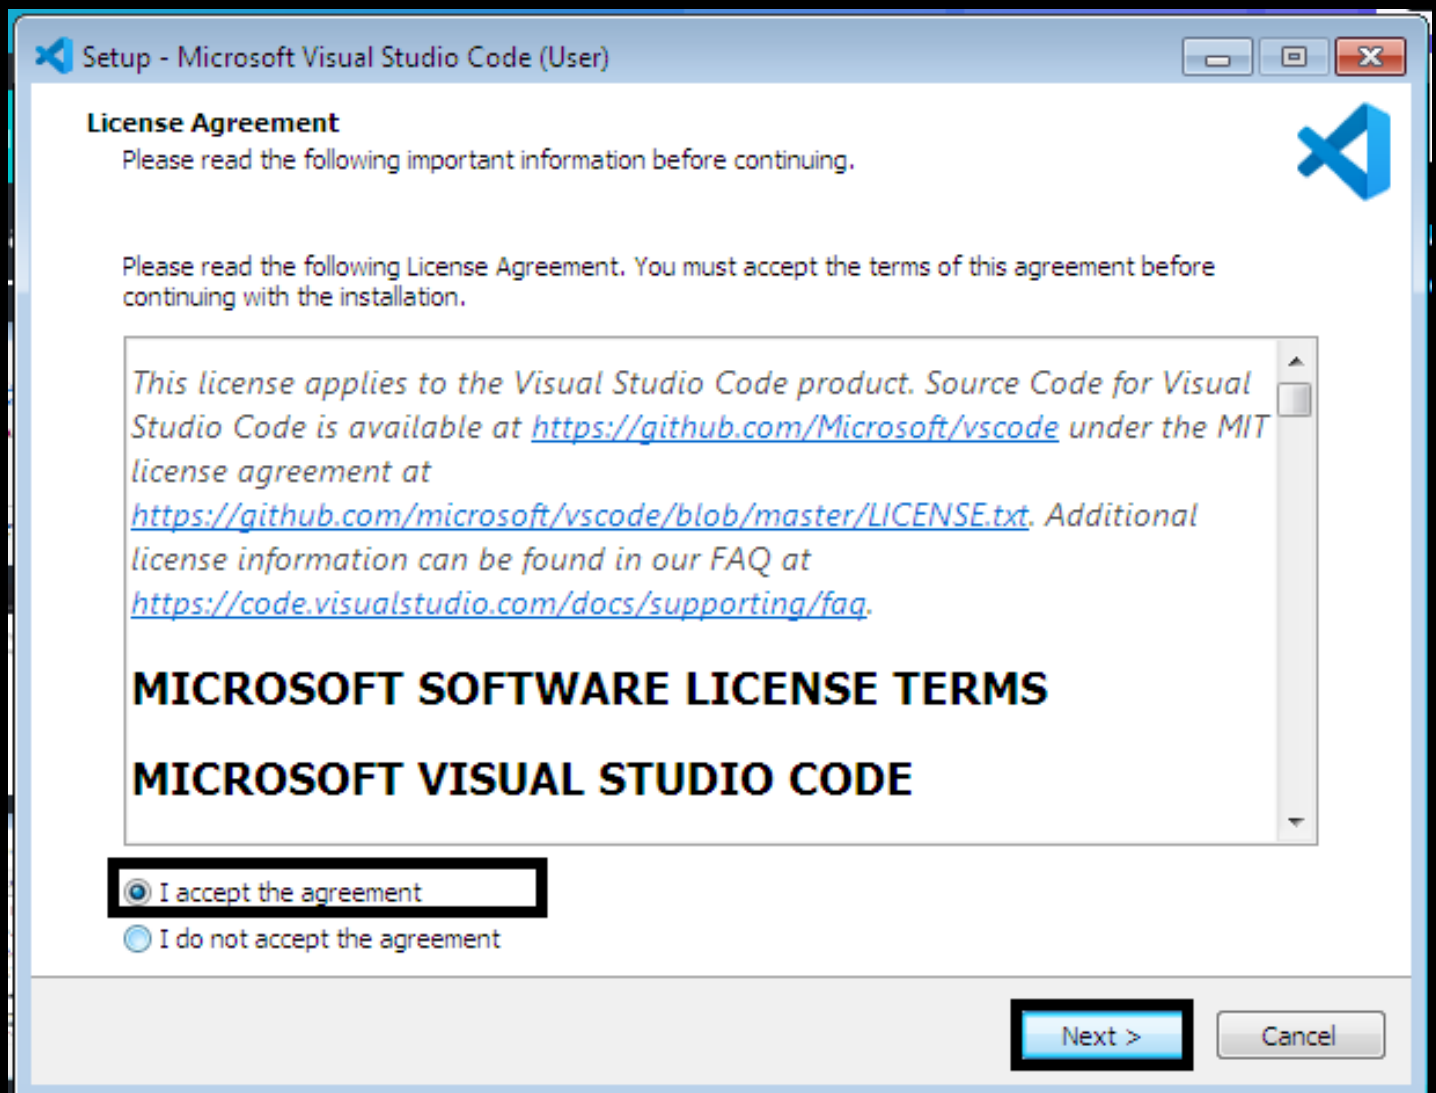 Setup - Microsoft Visual Studio Code (User)
License Agreement
Please read the following important information before continuing.
Please read the following License Agreement. You must accept the terms of this agreement before
continuing with the installation.
This license applies to the Visual Studio Code product. Source Code for Visual
Studio Code is available at https://github.com/Microsoft/vscode under the MIT
license agreement at
https://github.com/microsoft/vscode/blob/master/LICENSE.txt. Additional
license information can be found in our FAQ at
https://code.visualstudio.com/docs/supporting/faq.
MICROSOFT SOFTWARE LICENSE TERMS
MICROSOFT VISUAL STUDIO CODE
I accept the agreement
I do not accept the agreement
Next >
Cancel